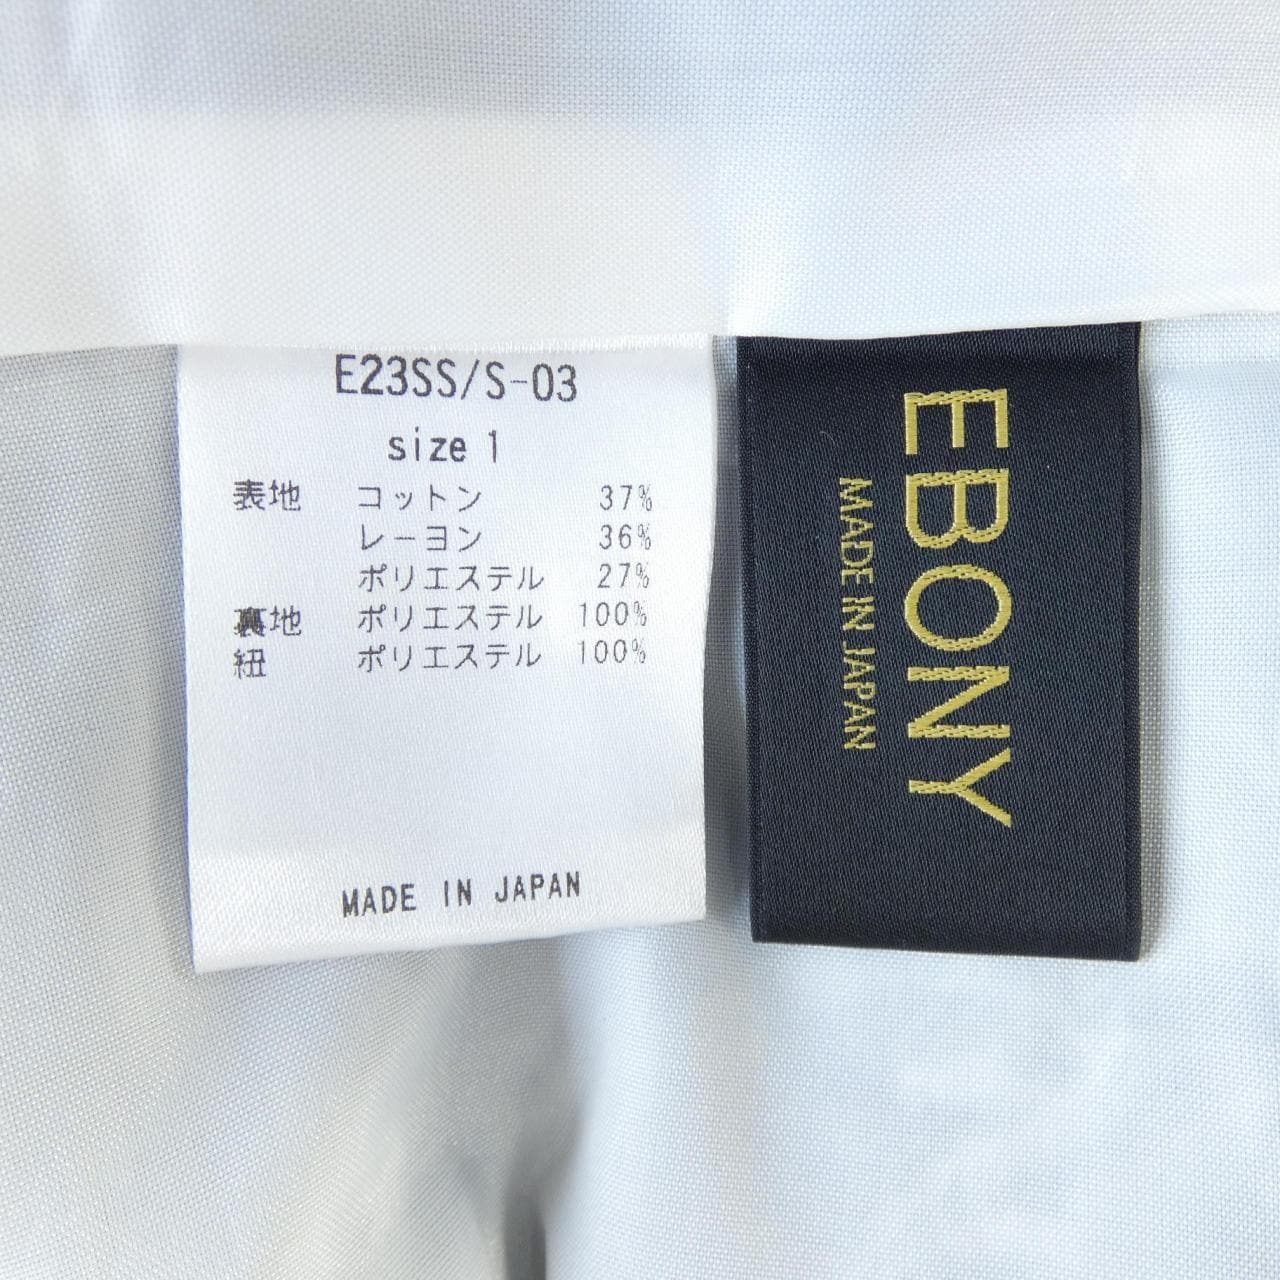 E23SS/S-03
size 1
表地 コットン 37%
レーヨン 36%
ポリエステル 27%
裏地 ポリエステル 100%
紐 ポリエステル 100%
MADE IN JAPAN
EBONY
MADE IN JAPAN